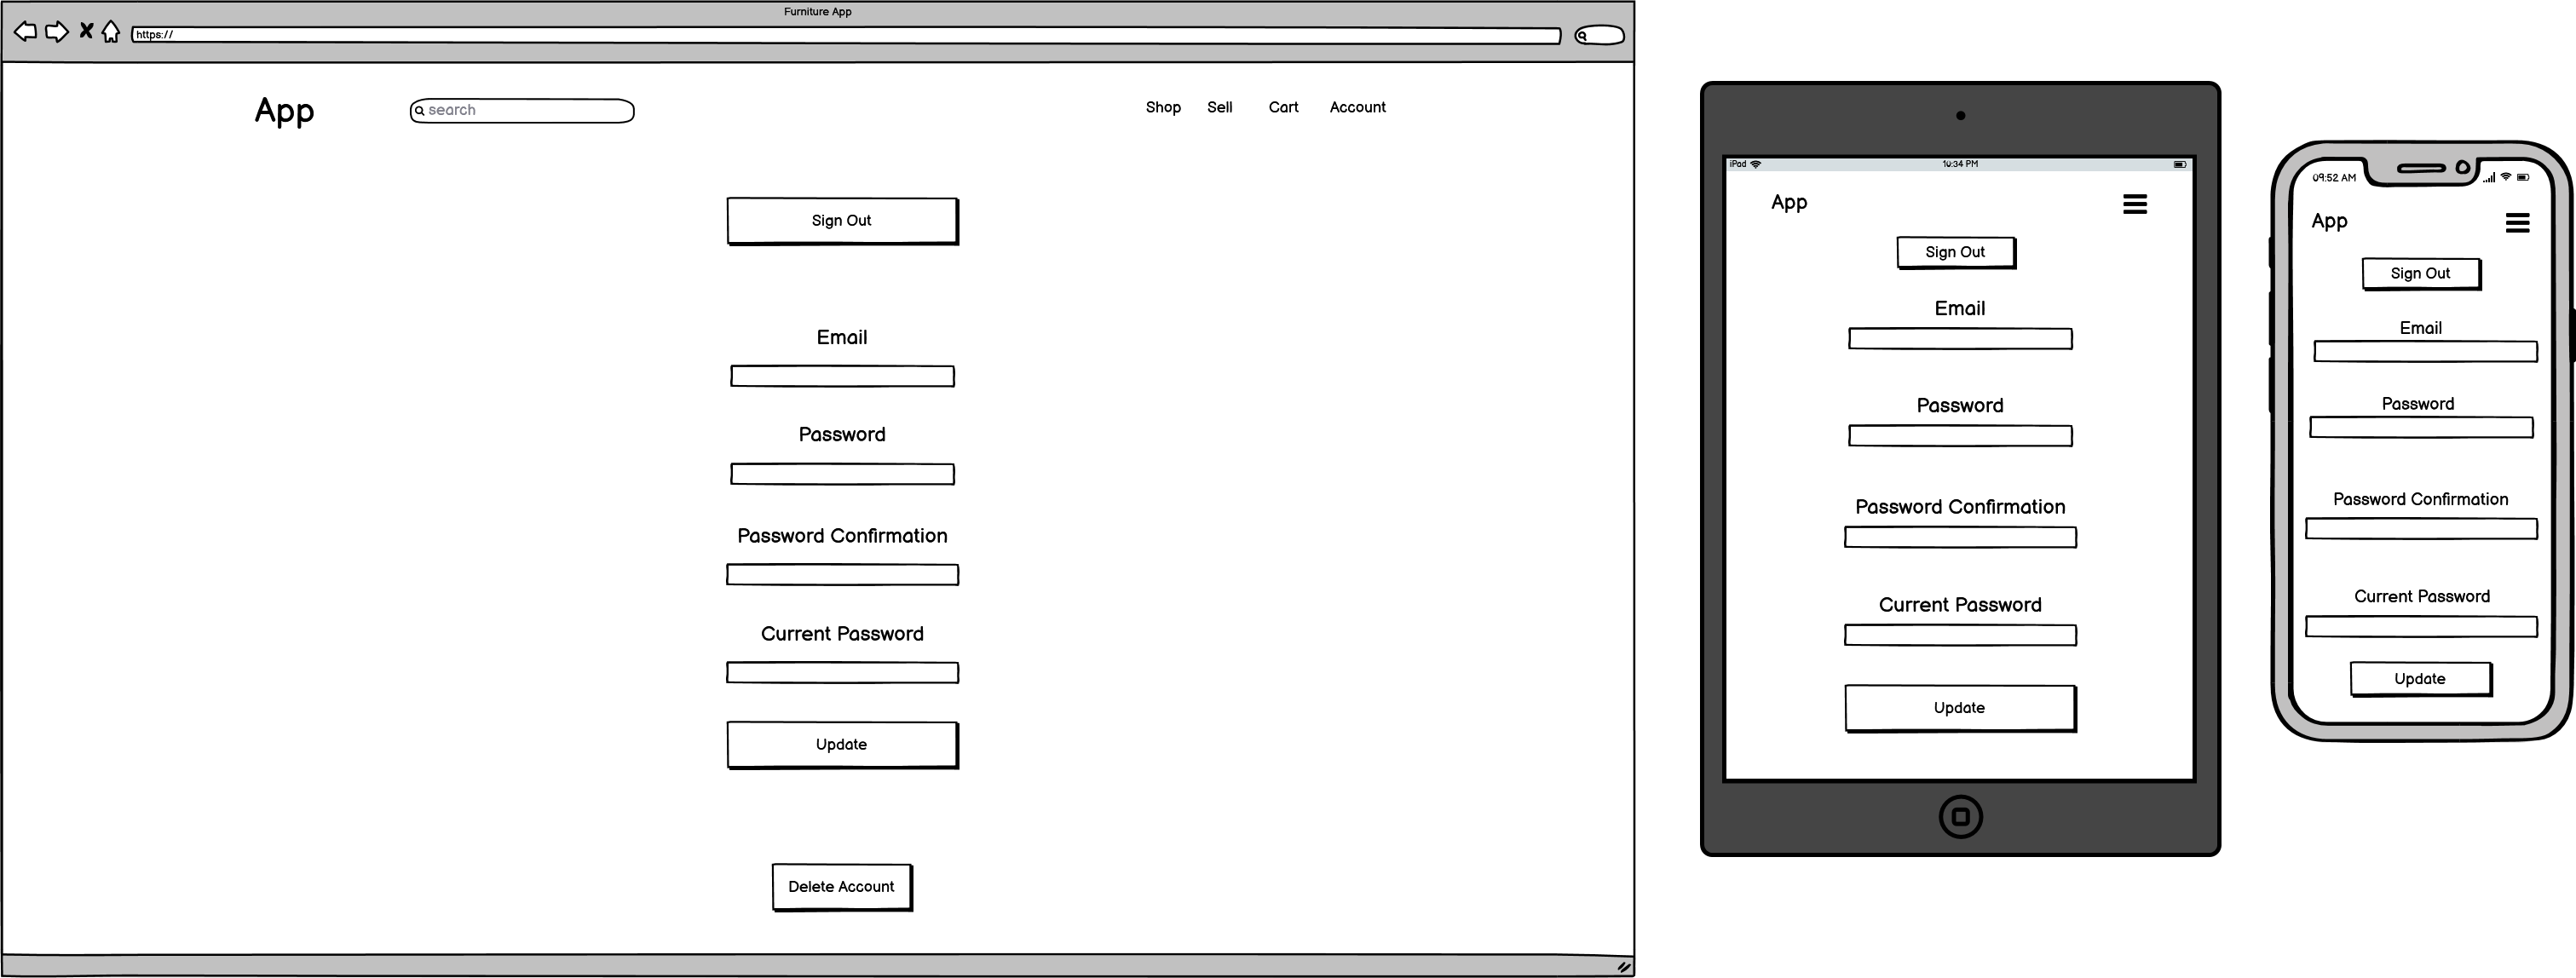 Furniture App
https://
App
search
Shop Sell Cart Account
Sign Out
Email
Password
Password Confirmation
Current Password
Update
Delete Account
iPad 10:34 PM
App
Sign Out
Email
Password
Password Confirmation
Current Password
Update
09:52 AM
App
Sign Out
Email
Password
Password Confirmation
Current Password
Update